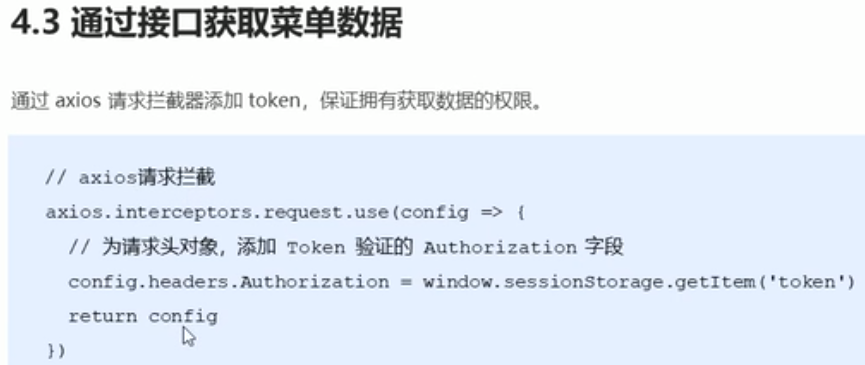 4.3 通过接口获取菜单数据
通过 axios 请求拦截器添加 token，保证拥有获取数据的权限。
// axios请求拦截
axios.interceptors.request.use(config => {
// 为请求头对象，添加 Token 验证的 Authorization 字段
config.headers.Authorization = window.sessionStorage.getItem('token')
return config
})